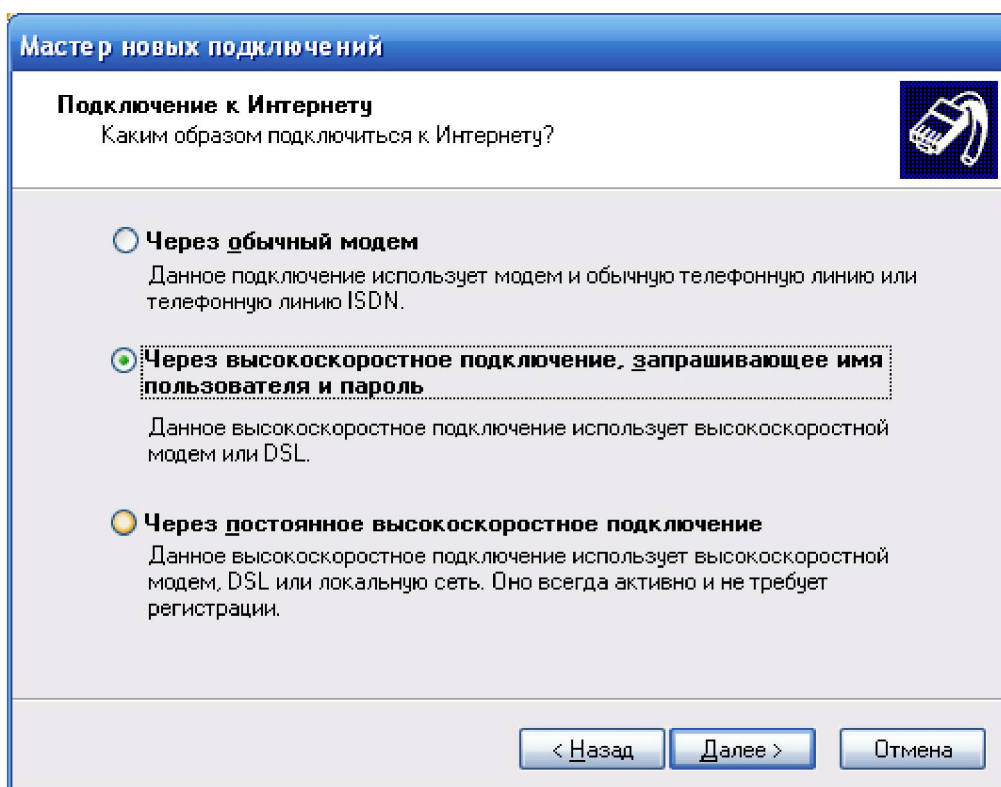 Мастер новых подключений
Подключение к Интернету
Каким образом подключиться к Интернету?
Через обычный модем
Данное подключение использует модем и обычную телефонную линию или
телефонную линию ISDN.
Через высокоскоростное подключение, запрашивающее имя
пользователя и пароль
Данное высокоскоростное подключение использует высокоскоростной
модем или DSL.
Через постоянное высокоскоростное подключение
Данное высокоскоростное подключение использует высокоскоростной
модем, DSL или локальную сеть. Оно всегда активно и не требует
регистрации.
< Назад Далее > Отмена